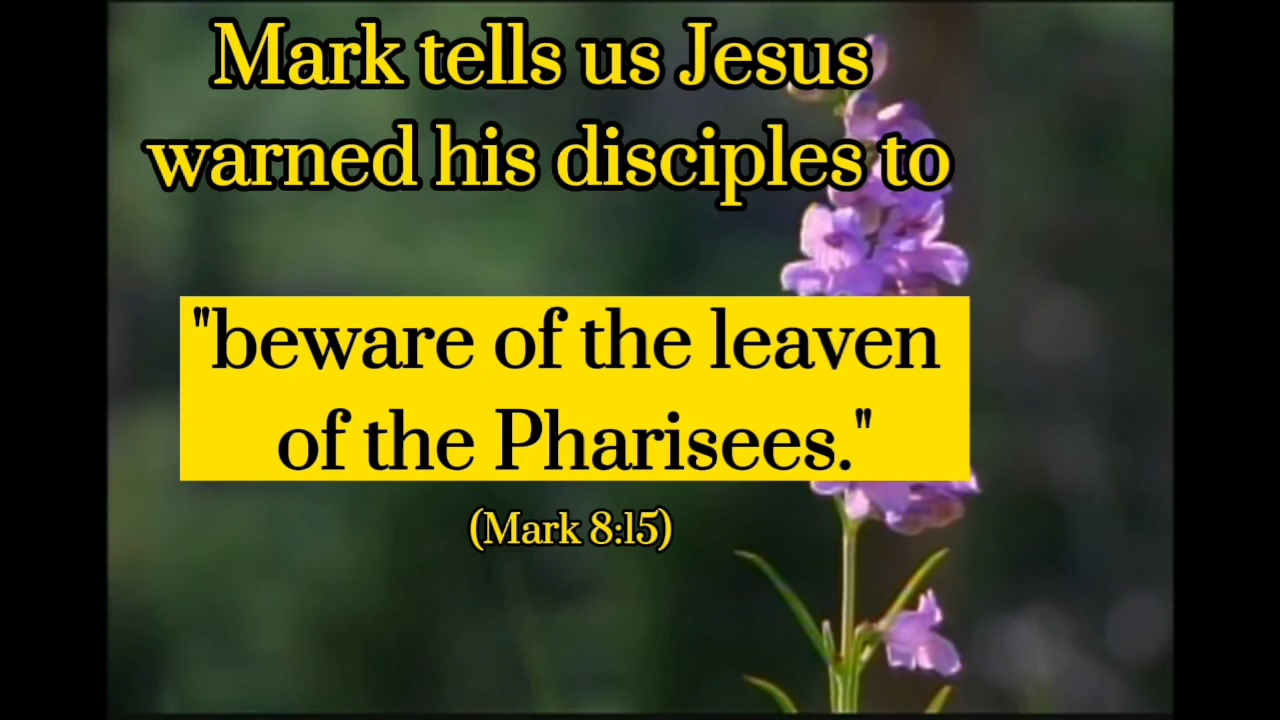 Mark tells us Jesus
warned his disciples to
"beware of the leaven
of the Pharisees."
(Mark 8:15)